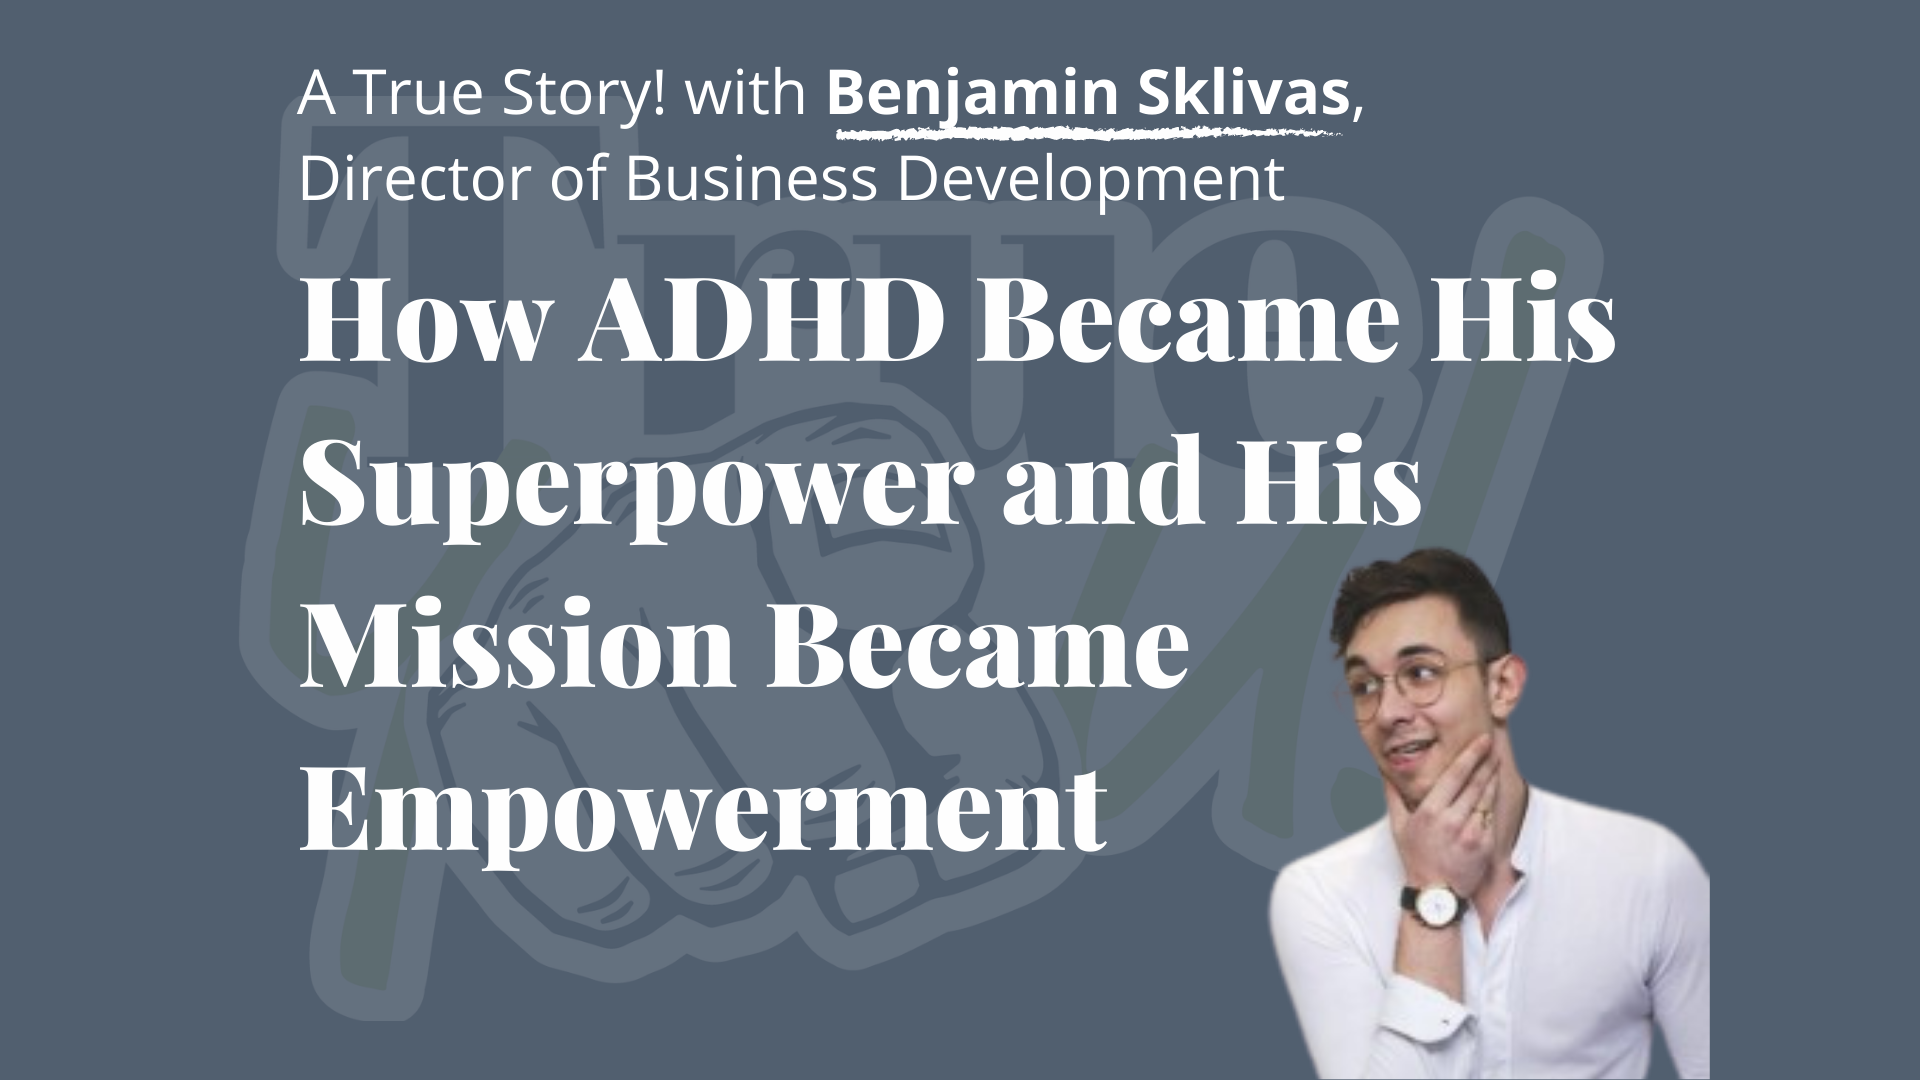 A True Story! with Benjamin Sklivas,
Director of Business Development
True
How ADHD Became His
Superpower and His
Mission Became
Empowerment